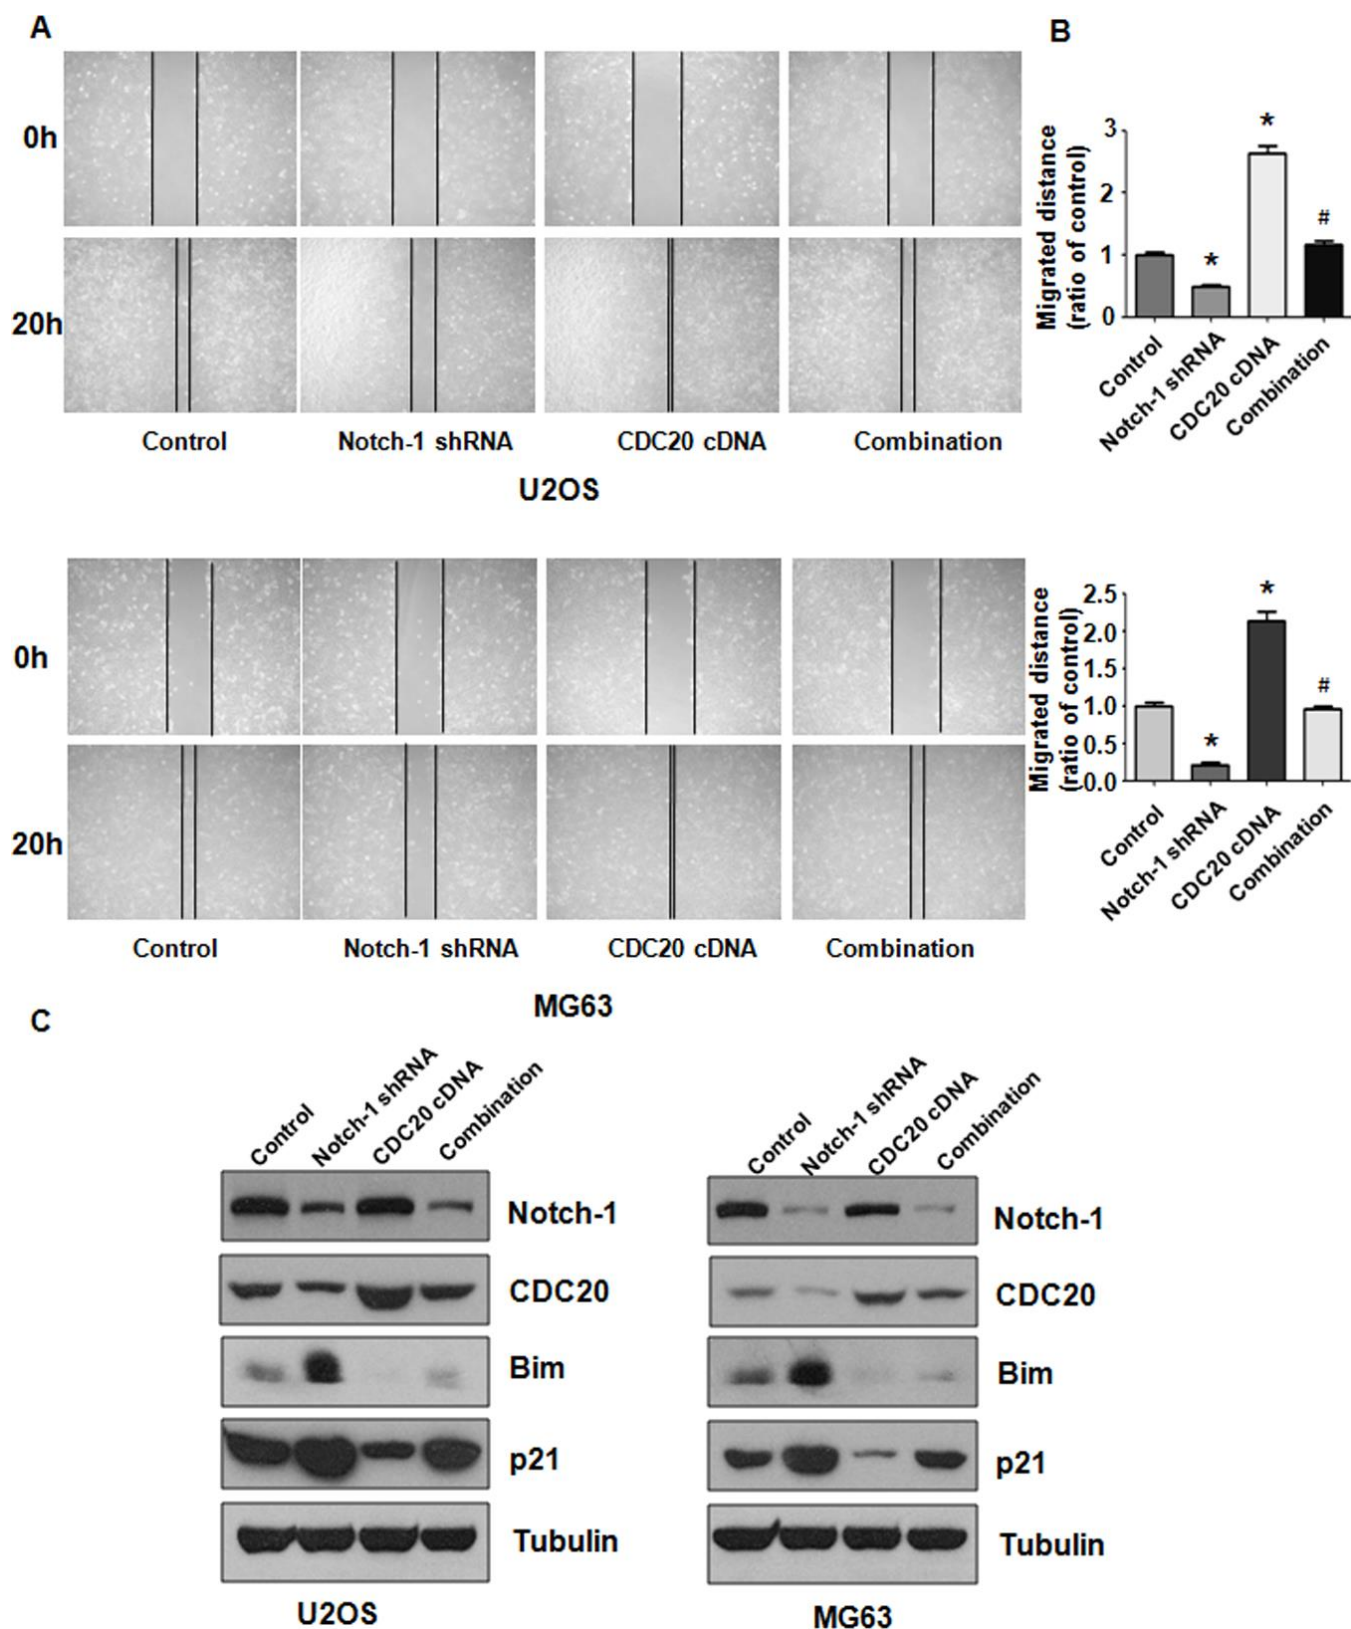 A
B
0h
20h
Control Notch-1 shRNA CDC20 cDNA Combination
U2OS
Migrated distance
(ratio of control)
3
2
1
0
*
*
#
Control
Notch-1 shRNA
CDC20 cDNA
Combination
0h
20h
Control Notch-1 shRNA CDC20 cDNA Combination
MG63
Migrated distance
(ratio of control)
2.5
2.0
1.5
1.0
0.5
0.0
*
*
#
Control
Notch-1 shRNA
CDC20 cDNA
Combination
C
Control
Notch-1 shRNA
CDC20 cDNA
Combination
Notch-1
CDC20
Bim
p21
Tubulin
U2OS
Control
Notch-1 shRNA
CDC20 cDNA
Combination
Notch-1
CDC20
Bim
p21
Tubulin
MG63